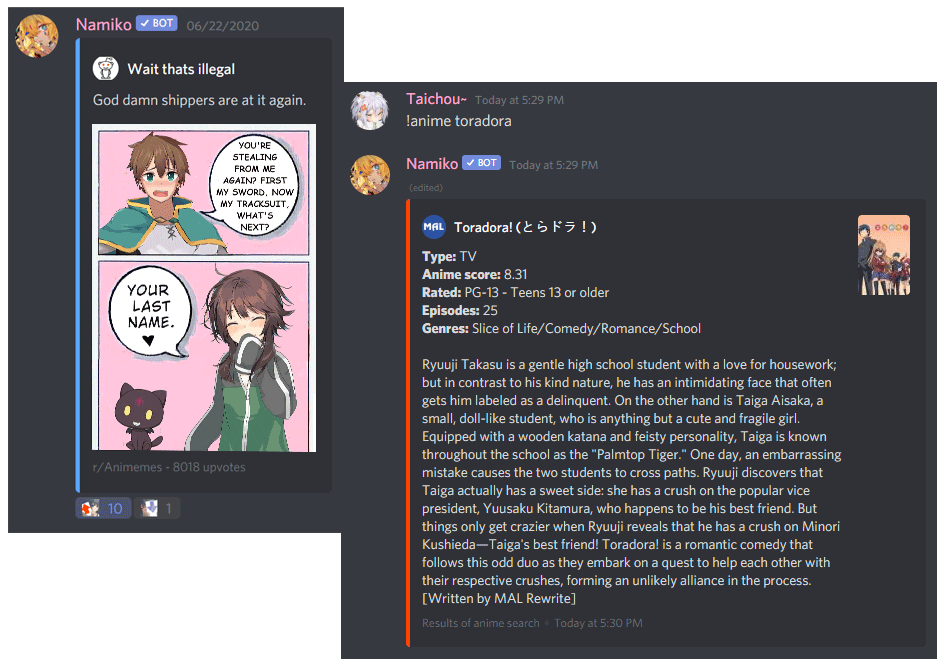 Namiko ✓ BOT 06/22/2020
Wait thats illegal
God damn shippers are at it again.
YOU'RE
STEALING
FROM ME
AGAIN? FIRST
MY SWORD, NOW
MY TRACKSUIT,
WHAT'S
NEXT?
YOUR
LAST
NAME.
♥
r/Animemes - 8018 upvotes
10 1
Taichou~ Today at 5:29 PM
!anime toradora
Namiko ✓ BOT Today at 5:29 PM
(edited)
MAL Toradora! (とらドラ！)
Type: TV
Anime score: 8.31
Rated: PG-13 - Teens 13 or older
Episodes: 25
Genres: Slice of Life/Comedy/Romance/School
Ryuuji Takasu is a gentle high school student with a love for housework;
but in contrast to his kind nature, he has an intimidating face that often
gets him labeled as a delinquent. On the other hand is Taiga Aisaka, a
small, doll-like student, who is anything but a cute and fragile girl.
Equipped with a wooden katana and feisty personality, Taiga is known
throughout the school as the "Palmtop Tiger." One day, an embarrassing
mistake causes the two students to cross paths. Ryuuji discovers that
Taiga actually has a sweet side: she has a crush on the popular vice
president, Yuusaku Kitamura, who happens to be his best friend. But
things only get crazier when Ryuuji reveals that he has a crush on Minori
Kushieda—Taiga's best friend! Toradora! is a romantic comedy that
follows this odd duo as they embark on a quest to help each other with
their respective crushes, forming an unlikely alliance in the process.
[Written by MAL Rewrite]
Results of anime search • Today at 5:30 PM